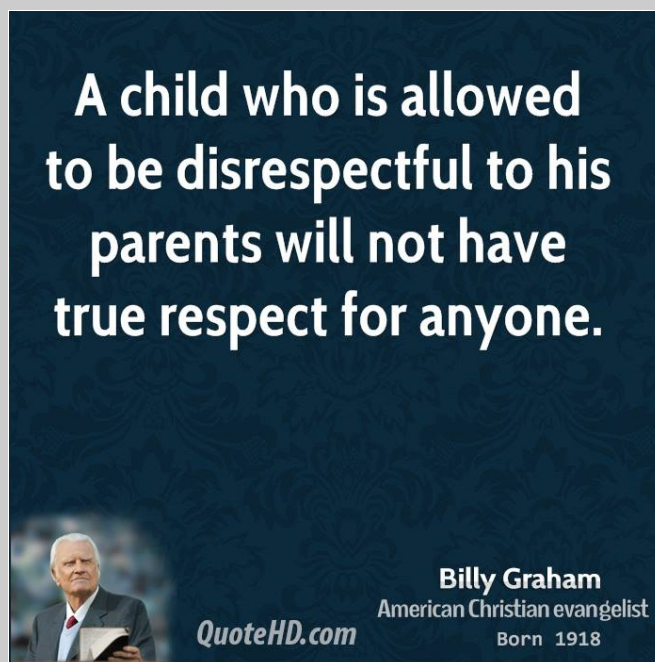 A child who is allowed
to be disrespectful to his
parents will not have
true respect for anyone.
Billy Graham
American Christian evangelist
QuoteHD.com
Born 1918